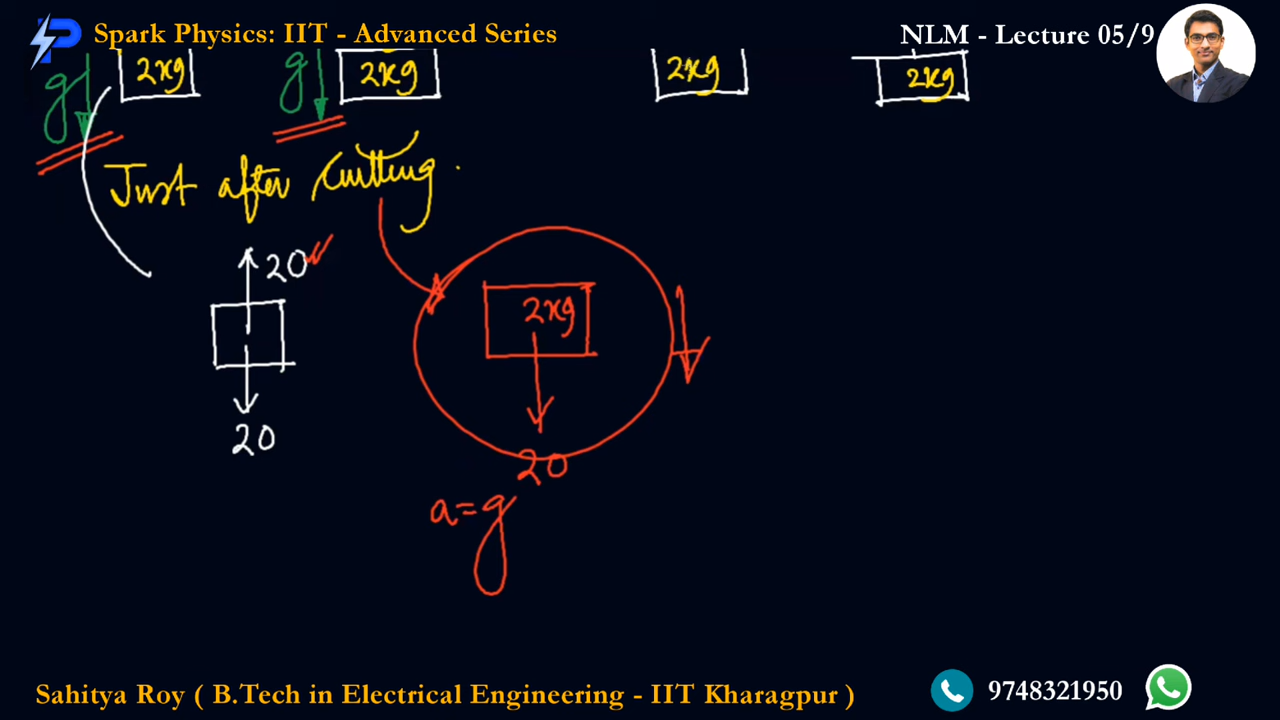 Spark Physics: IIT - Advanced Series
NLM - Lecture 05/9
g 2kg g 2kg 2kg 2kg
Just after cutting.
20
2kg
20
20
a=g
Sahitya Roy ( B.Tech in Electrical Engineering - IIT Kharagpur )
9748321950